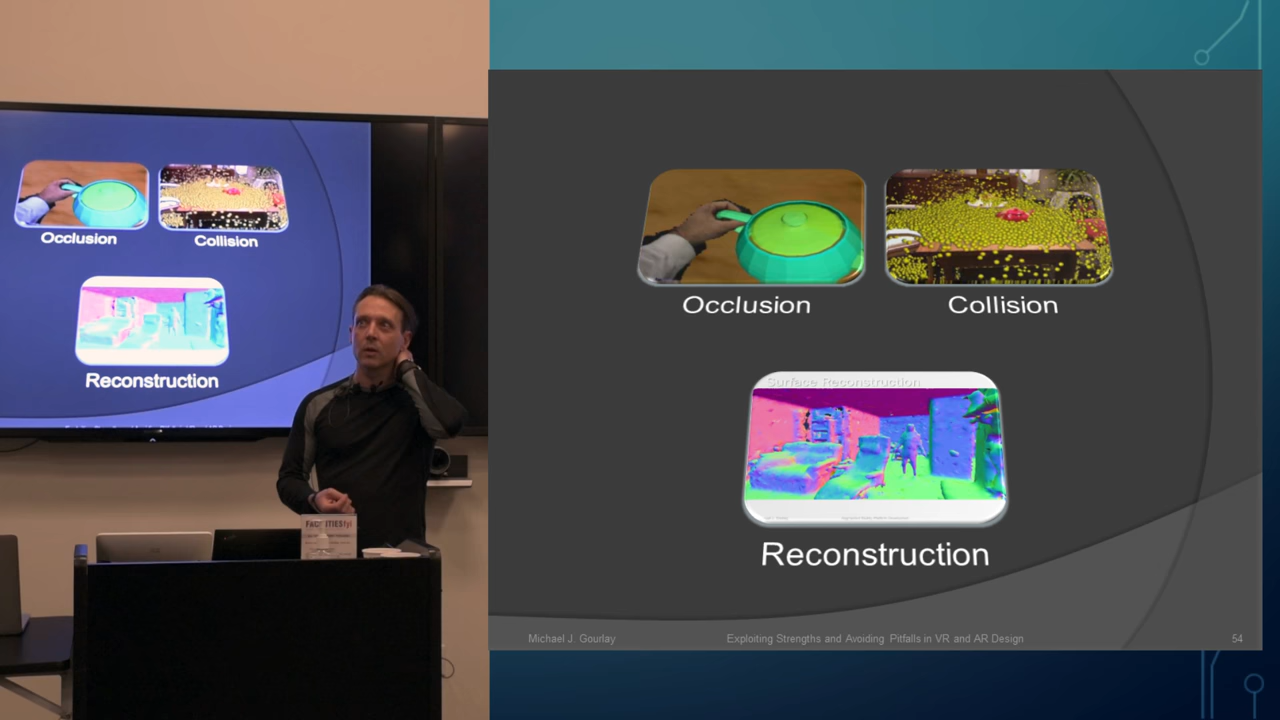 Occlusion
Collision
Reconstruction
Occlusion
Collision
Surface Reconstruction
Reconstruction
Michael J. Gourlay
Exploiting Strengths and Avoiding Pitfalls in VR and AR Design
54